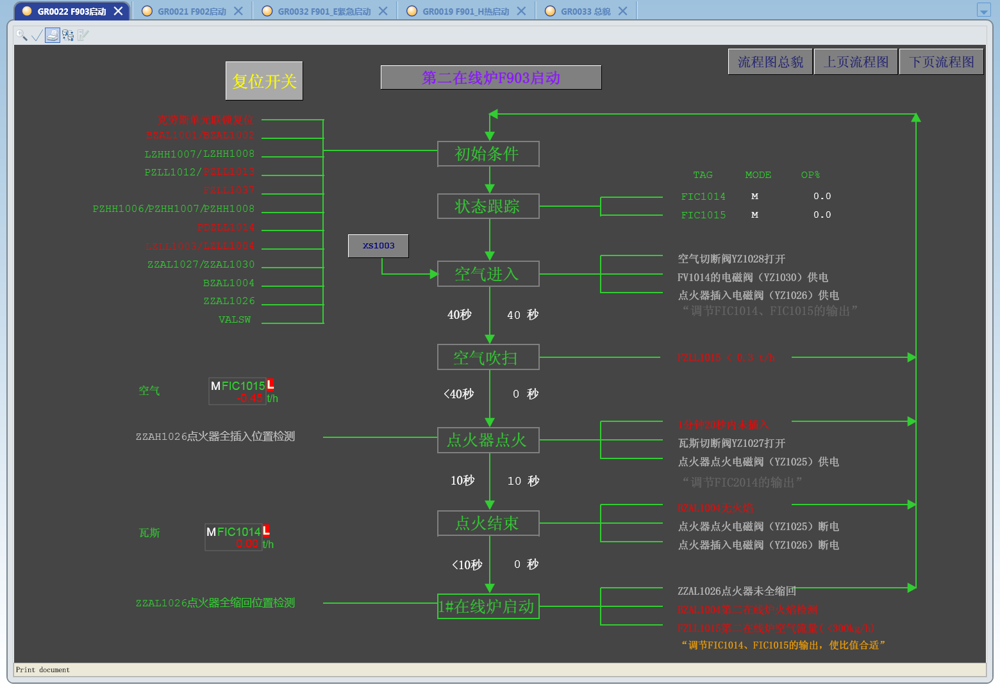 GR0022 F903启动
GR0021 F902启动
GR0032 F901_E紧急启动
GR0019 F901_H热启动
GR0033 总貌
复位开关
第二在线炉F903启动
流程图总貌
上页流程图
下页流程图
克劳斯单元联锁复位
BZAL1001/BZAL1002
LZHH1007/LZHH1008
PZLL1012/PZLL1013
FZLL1037
PZHH1006/PZHH1007/PZHH1008
PDZLL1014
LZLL1003/LZLL1004
ZZAL1027/ZZAL1030
BZAL1004
ZZAL1026
VALSW
初始条件
状态跟踪
TAG MODE OP%
FIC1014 M 0.0
FIC1015 M 0.0
XS1003
空气进入
空气切断阀YZ1028打开
FV1014的电磁阀（YZ1030）供电
点火器插入电磁阀（YZ1026）供电
“调节FIC1014、FIC1015的输出”
40秒 40 秒
空气吹扫
FZLL1015 < 0.3 t/h
<40秒 0 秒
空气
M FIC1015 L
-0.45 t/h
ZZAH1026点火器全插入位置检测
点火器点火
1分钟20秒内未插入
瓦斯切断阀YZ1027打开
点火器点火电磁阀（YZ1025）供电
“调节FIC2014的输出”
10秒 10 秒
点火结束
BZAL1004无火焰
点火器点火电磁阀（YZ1025）断电
点火器插入电磁阀（YZ1026）断电
瓦斯
M FIC1014 L
0.00 t/h
<10秒 0 秒
ZZAL1026点火器全缩回位置检测
1#在线炉启动
ZZAL1026点火器未全缩回
BZAL1004第二在线炉火焰检测
FZLL1015第二在线炉空气流量(<300kg/h)
“调节FIC1014、FIC1015的输出，使比值合适”
Print document